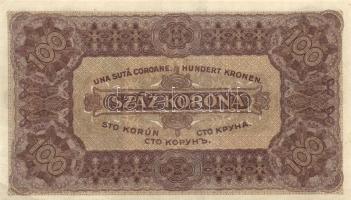 100 100
UNA SUTĂ COROANE. HUNDERT KRONEN.
SZÁZ KORONA
STO KORÚN СТО КРУНА.
СТО КОРУНЪ.
100 100